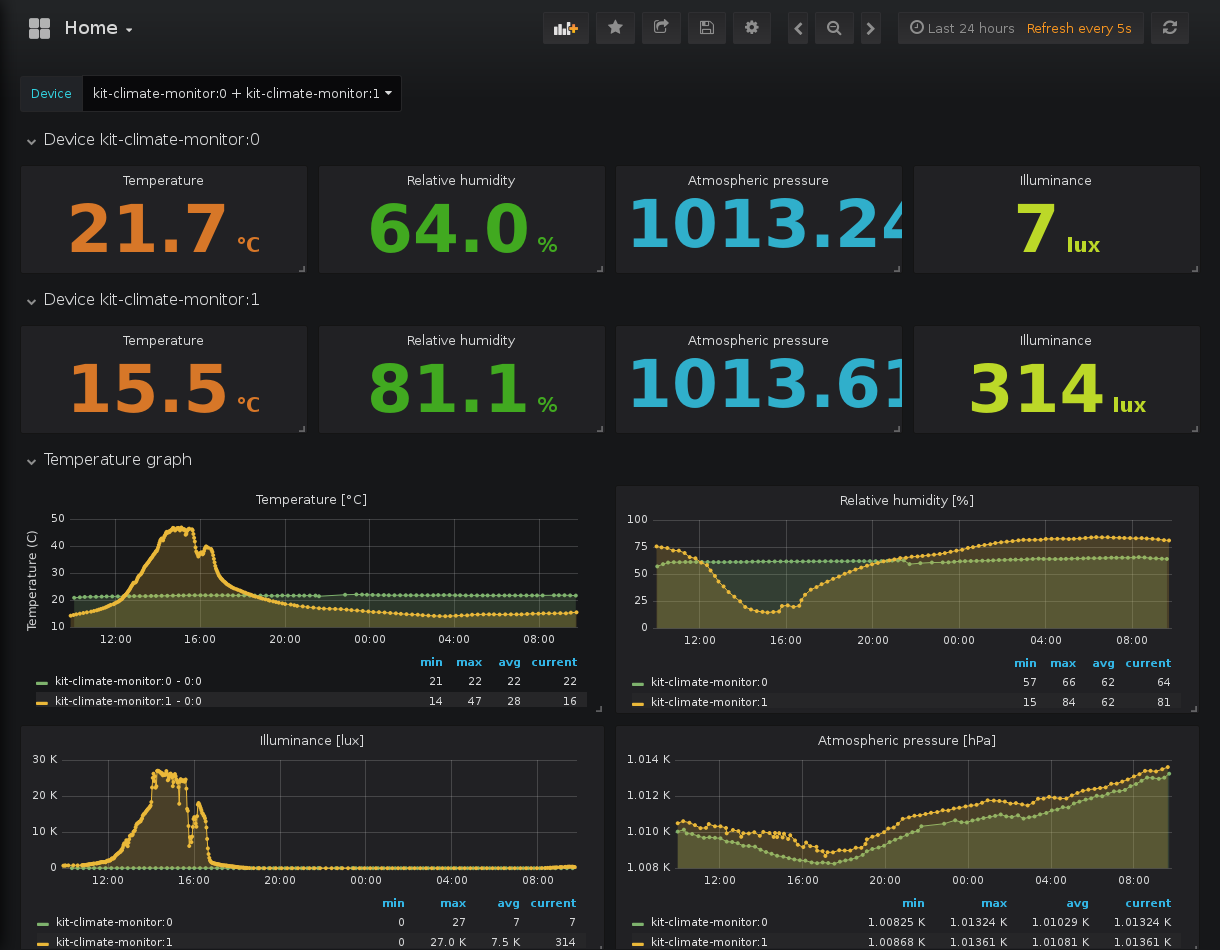 Home
Last 24 hours Refresh every 5s
Device kit-climate-monitor:0 + kit-climate-monitor:1
Device kit-climate-monitor:0
Temperature Relative humidity Atmospheric pressure Illuminance
21.7 °C 64.0 % 1013.24 7 lux
Device kit-climate-monitor:1
Temperature Relative humidity Atmospheric pressure Illuminance
15.5 °C 81.1 % 1013.61 314 lux
Temperature graph
Temperature [°C]
Temperature (C)
50
40
30
20
10
12:00 16:00 20:00 00:00 04:00 08:00
min max avg current
kit-climate-monitor:0 - 0:0 21 22 22 22
kit-climate-monitor:1 - 0:0 14 47 28 16
Relative humidity [%]
100
75
50
25
0
12:00 16:00 20:00 00:00 04:00 08:00
min max avg current
kit-climate-monitor:0 57 66 62 64
kit-climate-monitor:1 15 84 62 81
Illuminance [lux]
30 K
20 K
10 K
0
12:00 16:00 20:00 00:00 04:00 08:00
min max avg current
kit-climate-monitor:0 0 27 7 7
kit-climate-monitor:1 0 27.0 K 7.5 K 314
Atmospheric pressure [hPa]
1.014 K
1.012 K
1.010 K
1.008 K
12:00 16:00 20:00 00:00 04:00 08:00
min max avg current
kit-climate-monitor:0 1.00825 K 1.01324 K 1.01029 K 1.01324 K
kit-climate-monitor:1 1.00868 K 1.01361 K 1.01081 K 1.01361 K